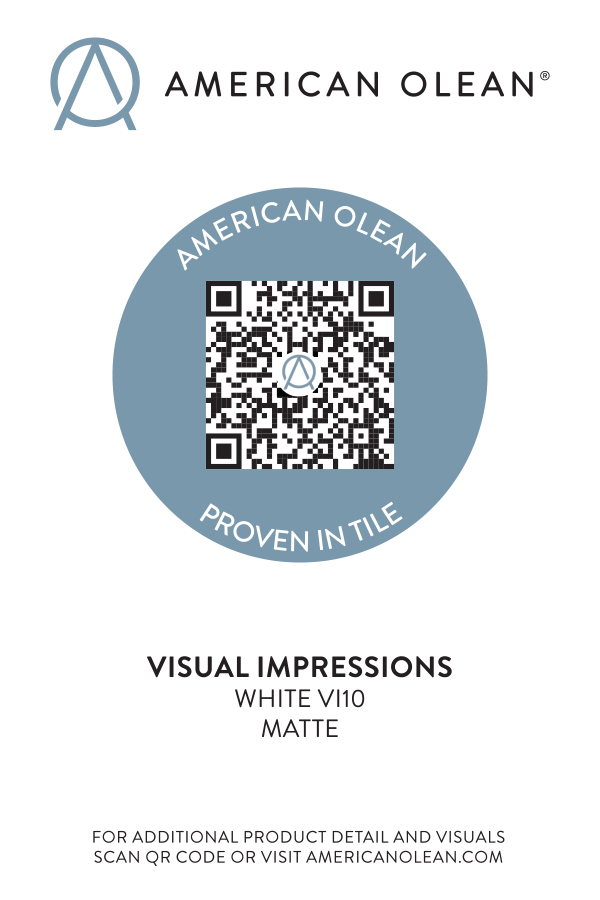 AMERICAN OLEAN®
AMERICAN OLEAN
PROVEN IN TILE
VISUAL IMPRESSIONS
WHITE VI10
MATTE
FOR ADDITIONAL PRODUCT DETAIL AND VISUALS
SCAN QR CODE OR VISIT AMERICANOLEAN.COM